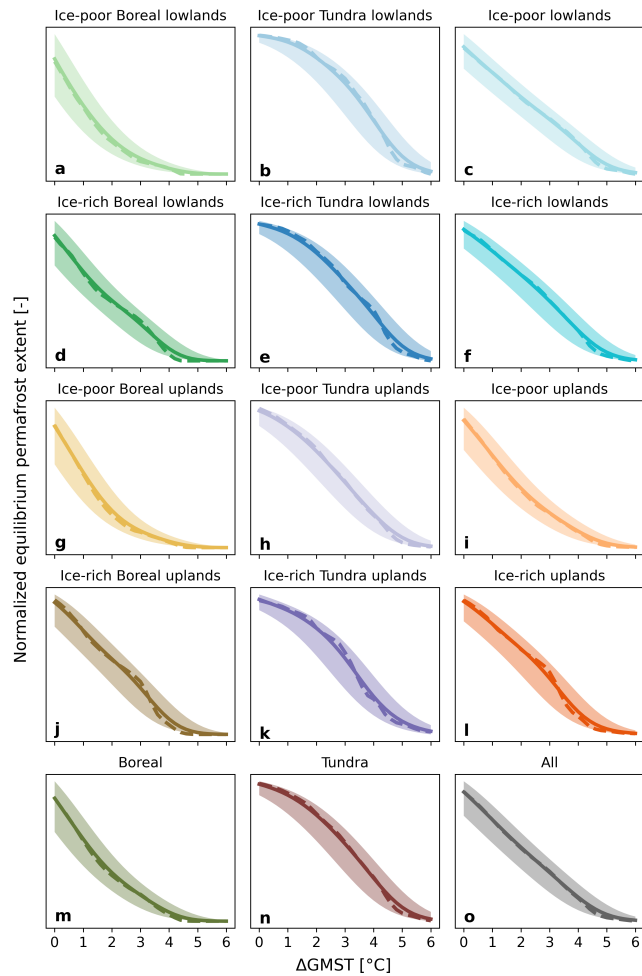 Ice-poor Boreal lowlands
Ice-poor Tundra lowlands
Ice-poor lowlands
a
b
c
Ice-rich Boreal lowlands
Ice-rich Tundra lowlands
Ice-rich lowlands
d
e
f
Ice-poor Boreal uplands
Ice-poor Tundra uplands
Ice-poor uplands
g
h
i
Ice-rich Boreal uplands
Ice-rich Tundra uplands
Ice-rich uplands
j
k
l
Boreal
Tundra
All
m
n
o
0 1 2 3 4 5 6
0 1 2 3 4 5 6
0 1 2 3 4 5 6
ΔGMST [°C]
Normalized equilibrium permafrost extent [-]